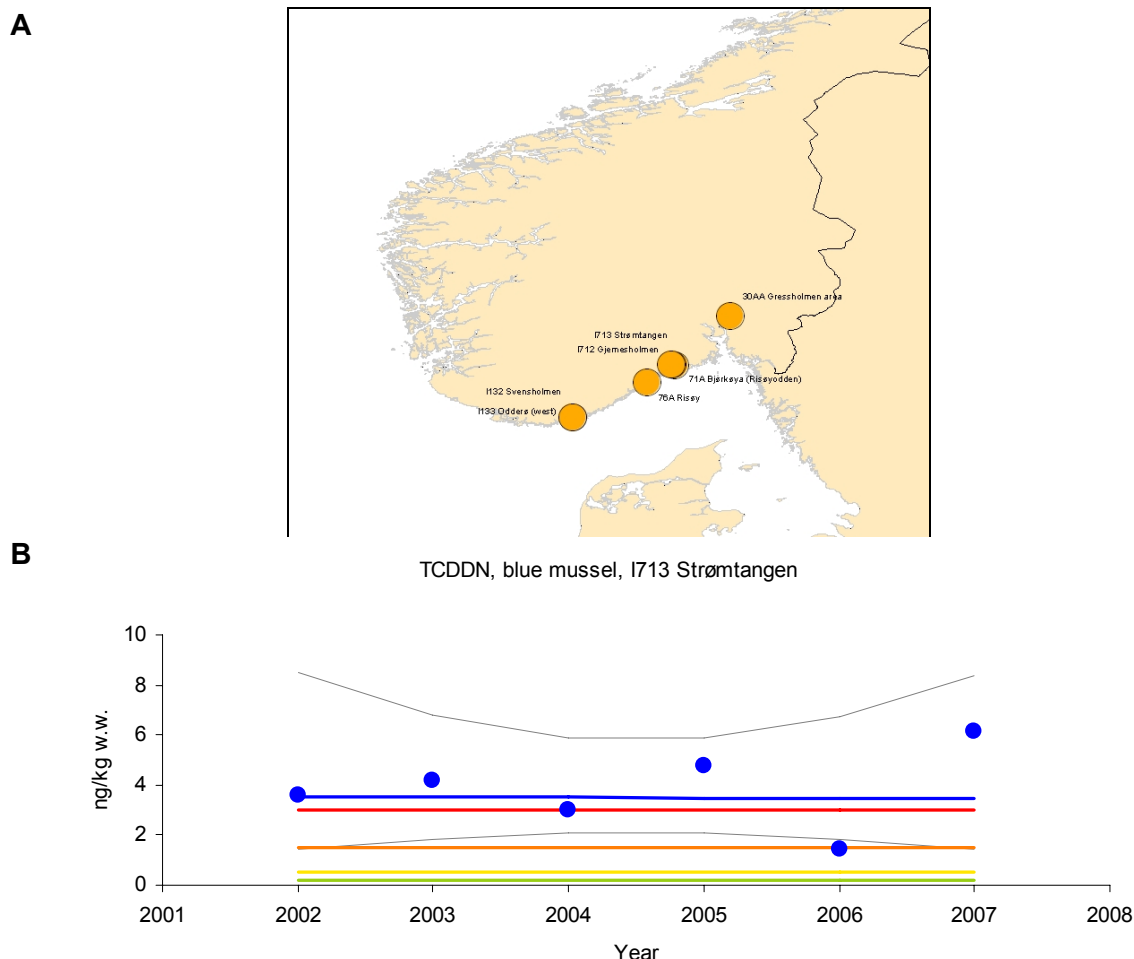 A
30AA Gressholmen area
I713 Strømtangen
I712 Gjemesholmen
71A Bjørkøya (Risøyodden)
I132 Svensholmen
76A Risøy
I133 Odderø (west)
B
TCDDN, blue mussel, I713 Strømtangen
10
8
6
4
2
0
ng/kg w.w.
2001 2002 2003 2004 2005 2006 2007 2008
Year